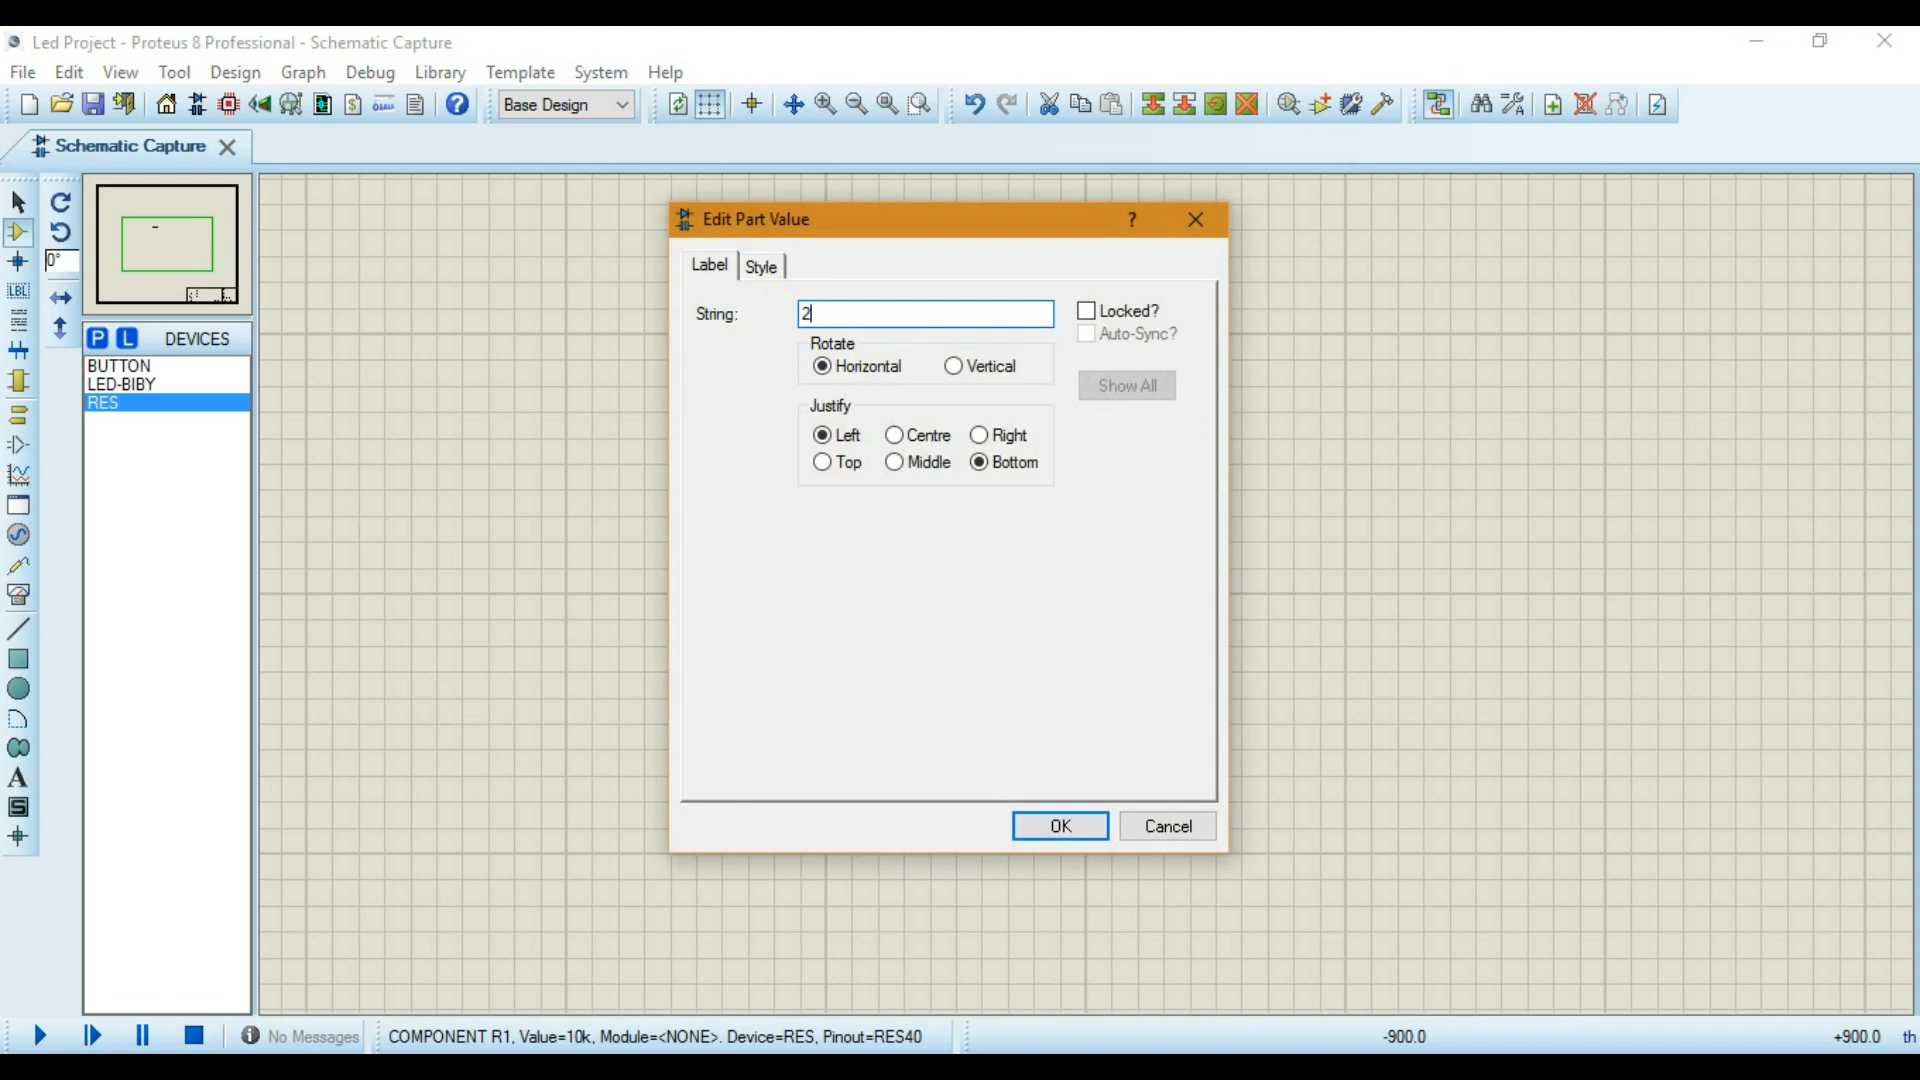 Led Project - Proteus 8 Professional - Schematic Capture
File Edit View Tool Design Graph Debug Library Template System Help
Base Design
Schematic Capture
0°
LBL
P L DEVICES
BUTTON
LED-BIBY
RES
A
S
Edit Part Value ?
Label Style
String: 2 Locked?
Auto-Sync?
Rotate
Horizontal Vertical
Show All
Justify
Left Centre Right
Top Middle Bottom
OK Cancel
No Messages COMPONENT R1, Value=10k, Module=<NONE>. Device=RES, Pinout=RES40 -900.0 +900.0 th